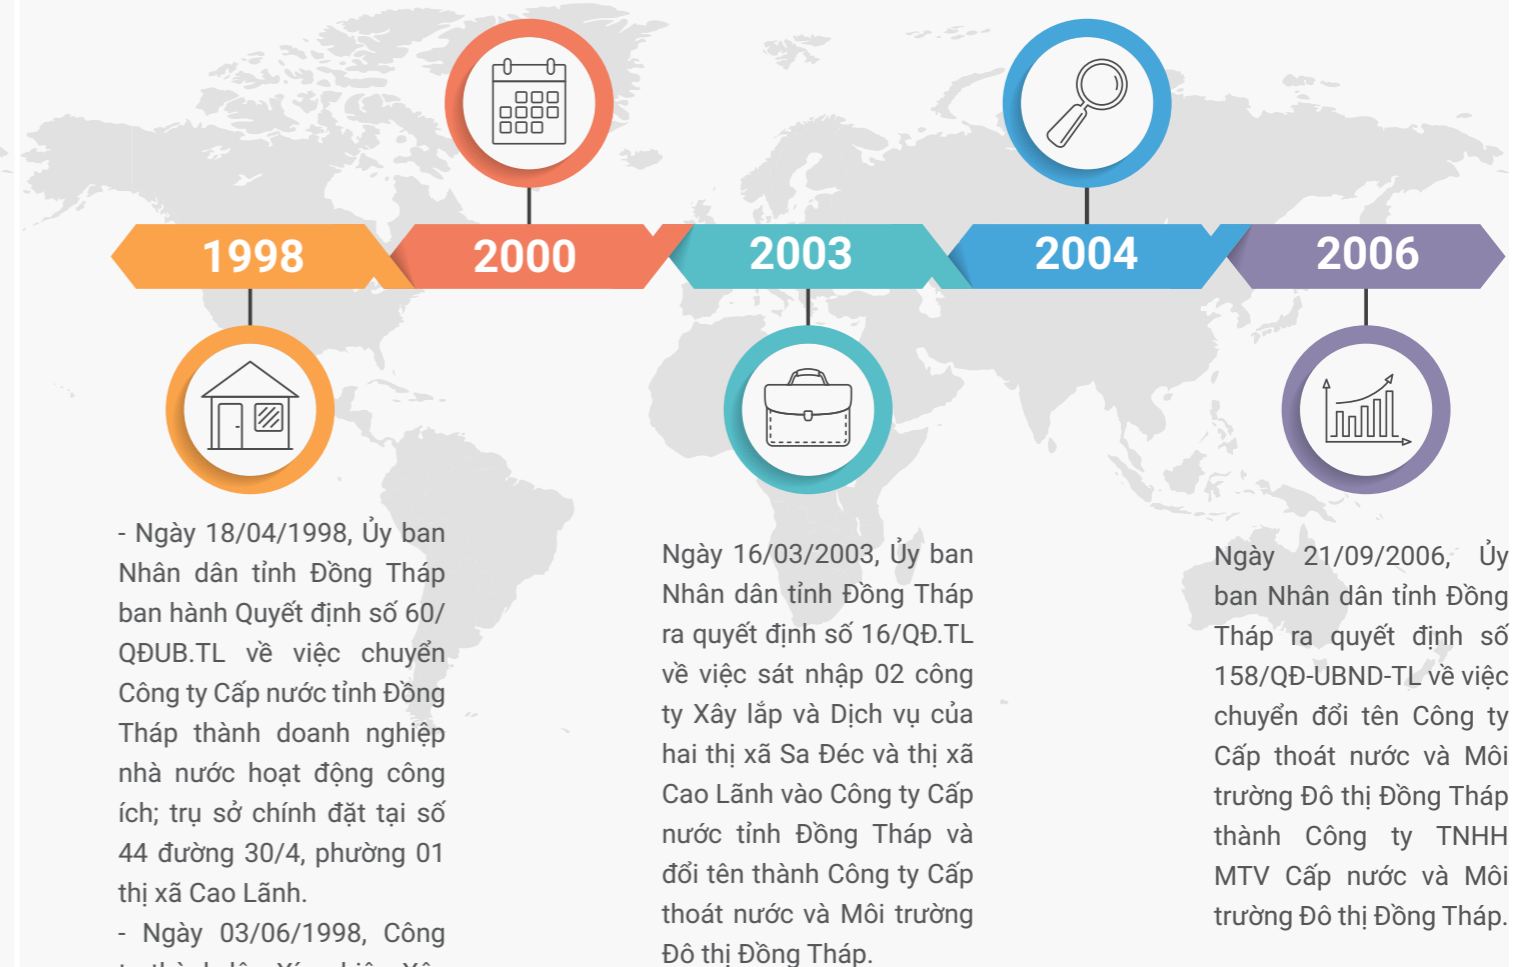 1998
2000
2003
2004
2006
- Ngày 18/04/1998, Ủy ban
Nhân dân tỉnh Đồng Tháp
ban hành Quyết định số 60/
QĐUB.TL về việc chuyển
Công ty Cấp nước tỉnh Đồng
Tháp thành doanh nghiệp
nhà nước hoạt động công
ích; trụ sở chính đặt tại số
44 đường 30/4, phường 01
thị xã Cao Lãnh.
- Ngày 03/06/1998, Công
Ngày 16/03/2003, Ủy ban
Nhân dân tỉnh Đồng Tháp
ra quyết định số 16/QĐ.TL
về việc sát nhập 02 công
ty Xây lắp và Dịch vụ của
hai thị xã Sa Đéc và thị xã
Cao Lãnh vào Công ty Cấp
nước tỉnh Đồng Tháp và
đổi tên thành Công ty Cấp
thoát nước và Môi trường
Đô thị Đồng Tháp.
Ngày 21/09/2006, Ủy
ban Nhân dân tỉnh Đồng
Tháp ra quyết định số
158/QĐ-UBND-TL về việc
chuyển đổi tên Công ty
Cấp thoát nước và Môi
trường Đô thị Đồng Tháp
thành Công ty TNHH
MTV Cấp nước và Môi
trường Đô thị Đồng Tháp.